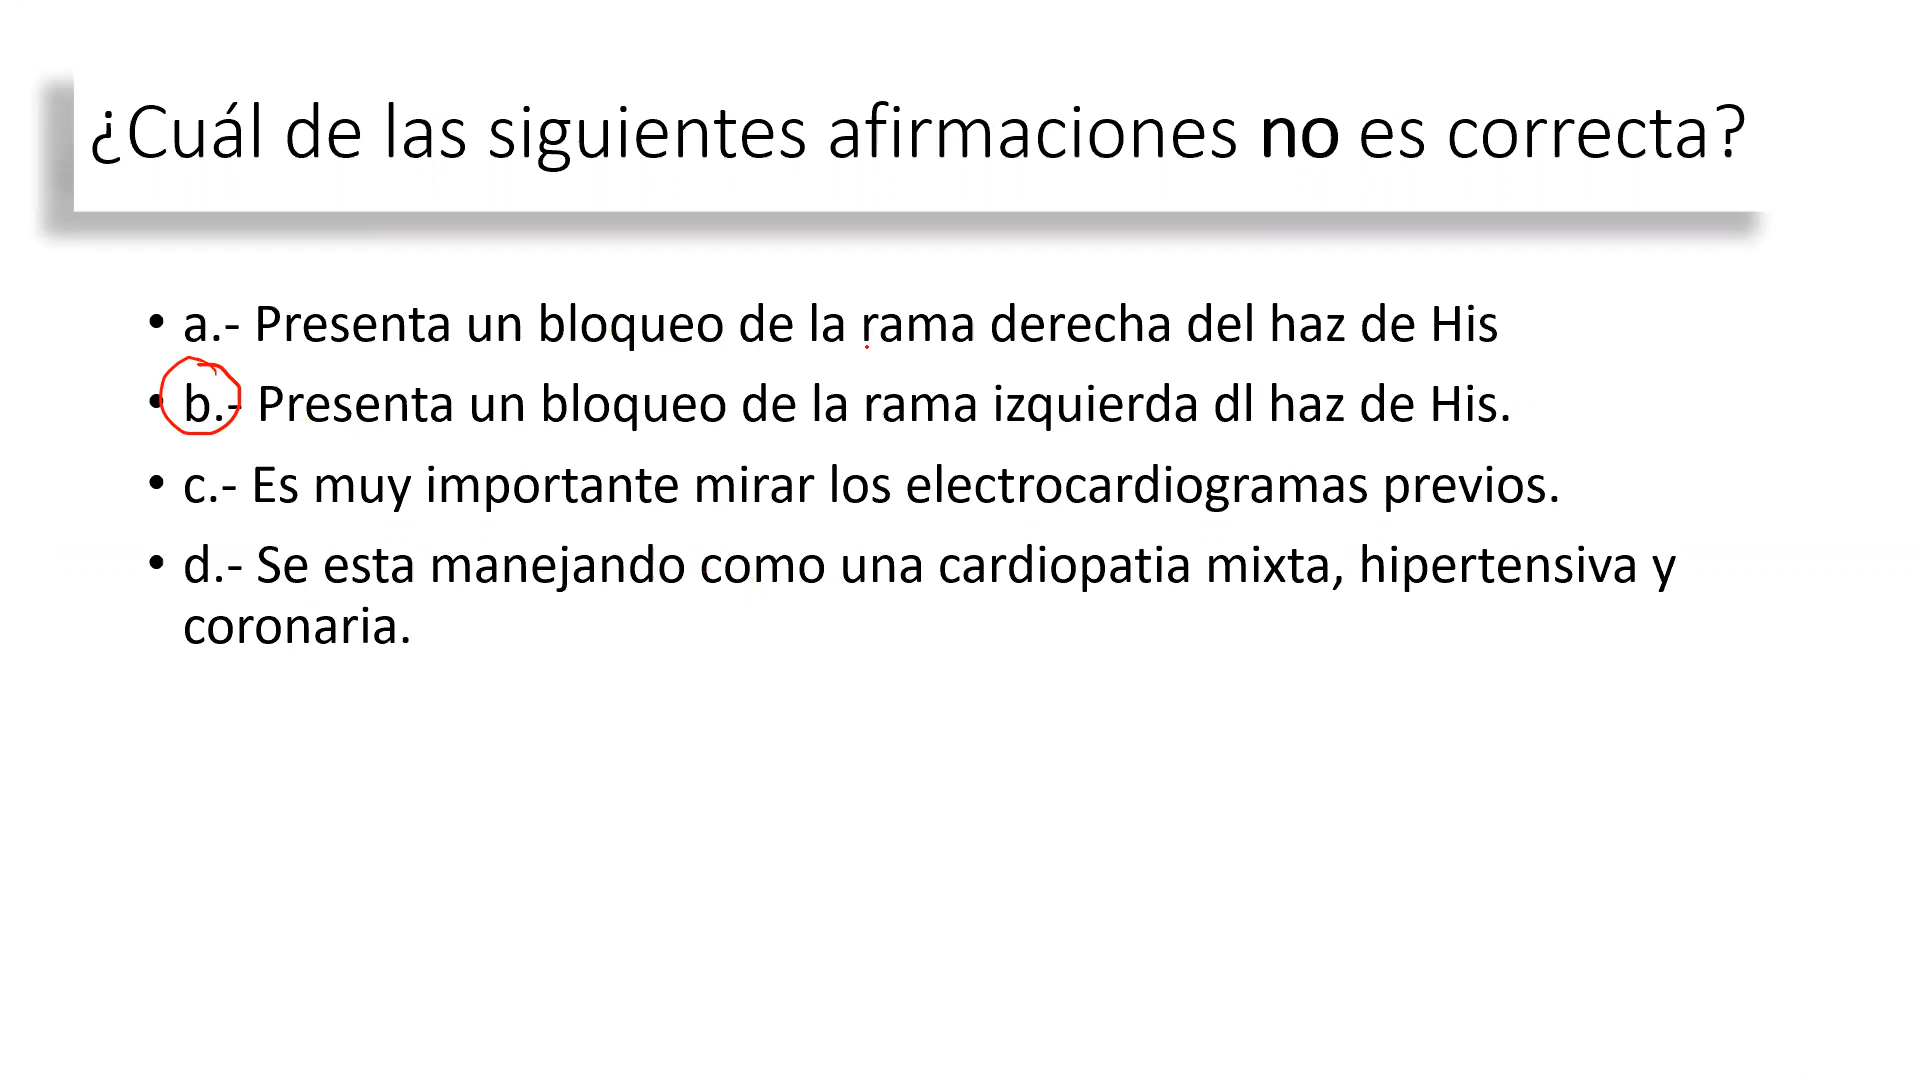 ¿Cuál de las siguientes afirmaciones no es correcta?
• a.- Presenta un bloqueo de la rama derecha del haz de His
• b.- Presenta un bloqueo de la rama izquierda dl haz de His.
• c.- Es muy importante mirar los electrocardiogramas previos.
• d.- Se esta manejando como una cardiopatia mixta, hipertensiva y
coronaria.